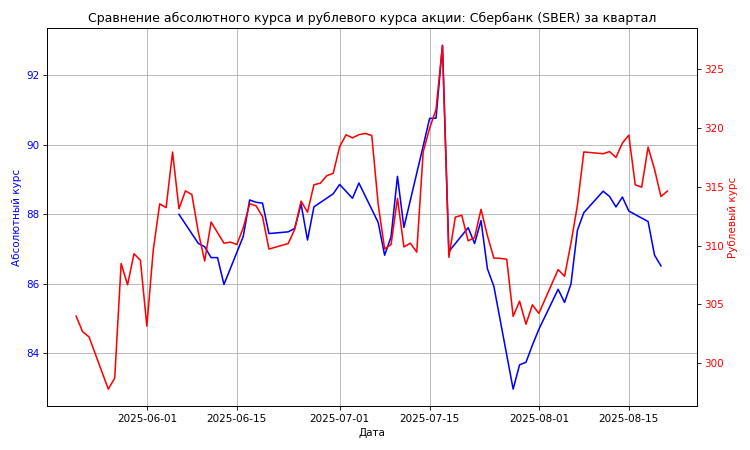 Сравнение абсолютного курса и рублевого курса акции: Сбербанк (SBER) за квартал
92
90
88
86
84
Абсолютный курс
325
320
315
310
305
300
Рублевый курс
2025-06-01 2025-06-15 2025-07-01 2025-07-15 2025-08-01 2025-08-15
Дата